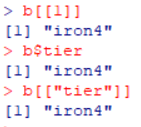 > b[[1]]
[1] "iron4"
> b$tier
[1] "iron4"
> b[["tier"]]
[1] "iron4"